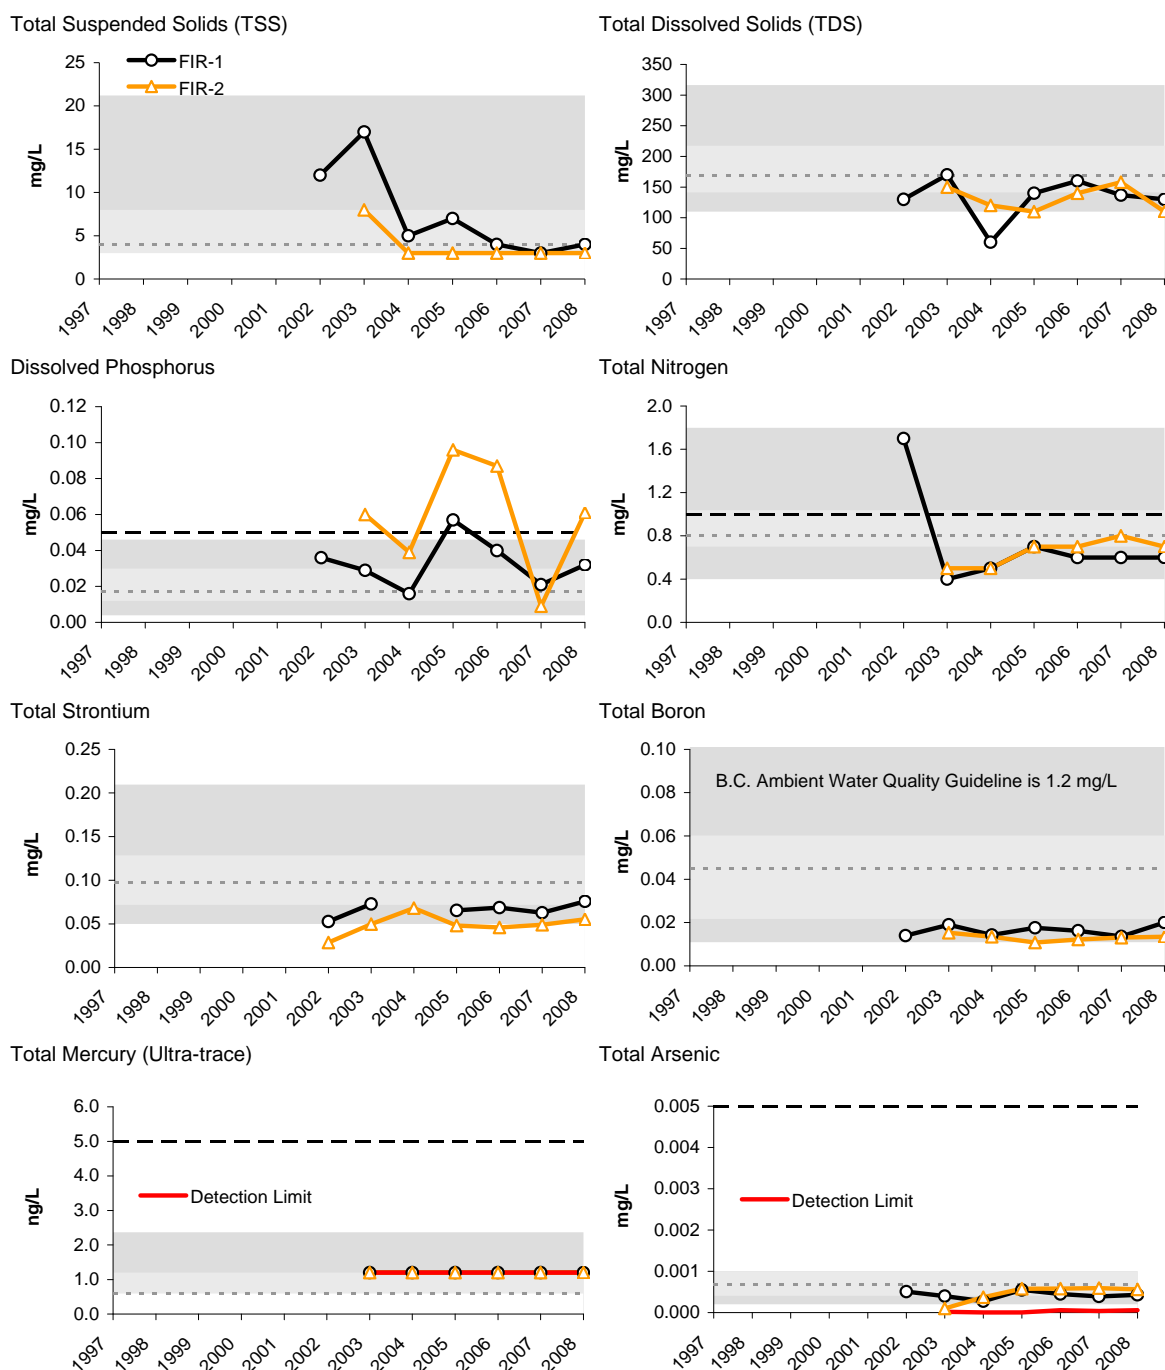 Total Suspended Solids (TSS)
25
20
15
10
5
0
mg/L
FIR-1
FIR-2
1997 1998 1999 2000 2001 2002 2003 2004 2005 2006 2007 2008
Total Dissolved Solids (TDS)
350
300
250
200
150
100
50
0
mg/L
1997 1998 1999 2000 2001 2002 2003 2004 2005 2006 2007 2008
Dissolved Phosphorus
0.12
0.10
0.08
0.06
0.04
0.02
0.00
mg/L
1997 1998 1999 2000 2001 2002 2003 2004 2005 2006 2007 2008
Total Nitrogen
2.0
1.6
1.2
0.8
0.4
0.0
mg/L
1997 1998 1999 2000 2001 2002 2003 2004 2005 2006 2007 2008
Total Strontium
0.25
0.20
0.15
0.10
0.05
0.00
mg/L
1997 1998 1999 2000 2001 2002 2003 2004 2005 2006 2007 2008
Total Boron
0.10
0.08
0.06
0.04
0.02
0.00
mg/L
B.C. Ambient Water Quality Guideline is 1.2 mg/L
1997 1998 1999 2000 2001 2002 2003 2004 2005 2006 2007 2008
Total Mercury (Ultra-trace)
6.0
5.0
4.0
3.0
2.0
1.0
0.0
ng/L
Detection Limit
1997 1998 1999 2000 2001 2002 2003 2004 2005 2006 2007 2008
Total Arsenic
0.005
0.004
0.003
0.002
0.001
0.000
mg/L
Detection Limit
1997 1998 1999 2000 2001 2002 2003 2004 2005 2006 2007 2008